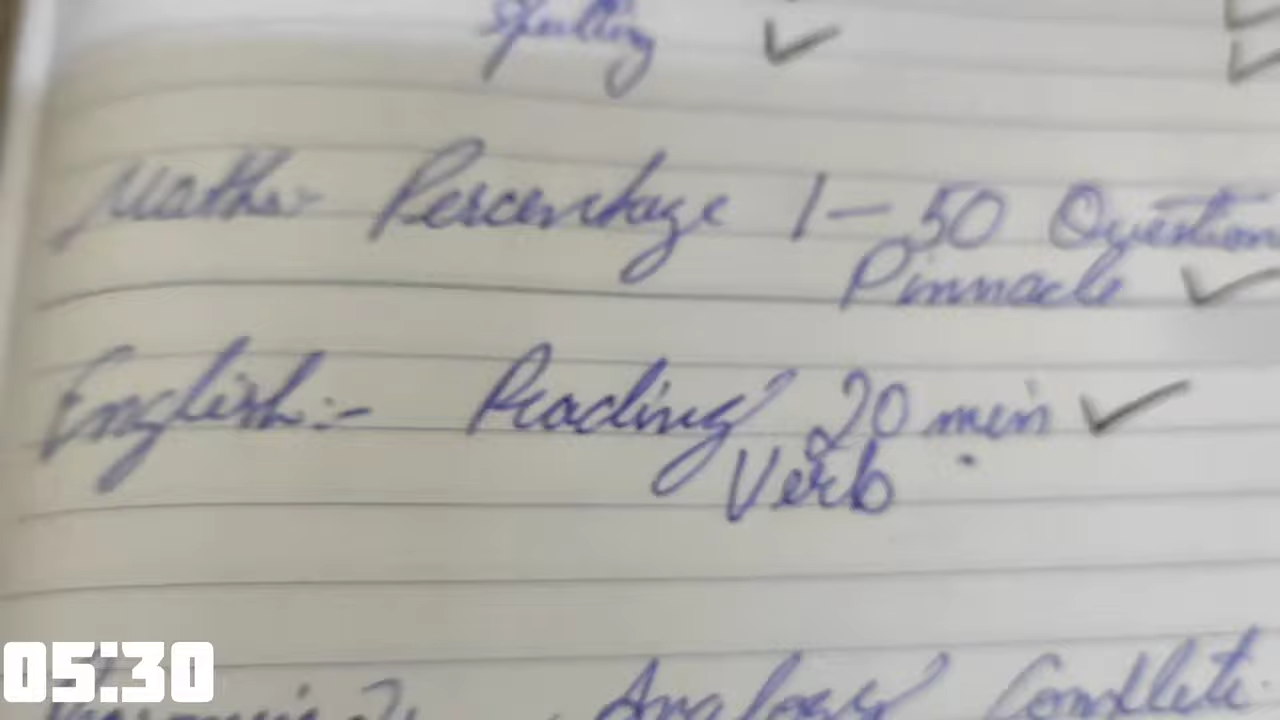 Spelling
Maths- Percentage 1-50 Question
Pinnacle
English:- Reading 20 min
Verb
Analogy Complete
05:30